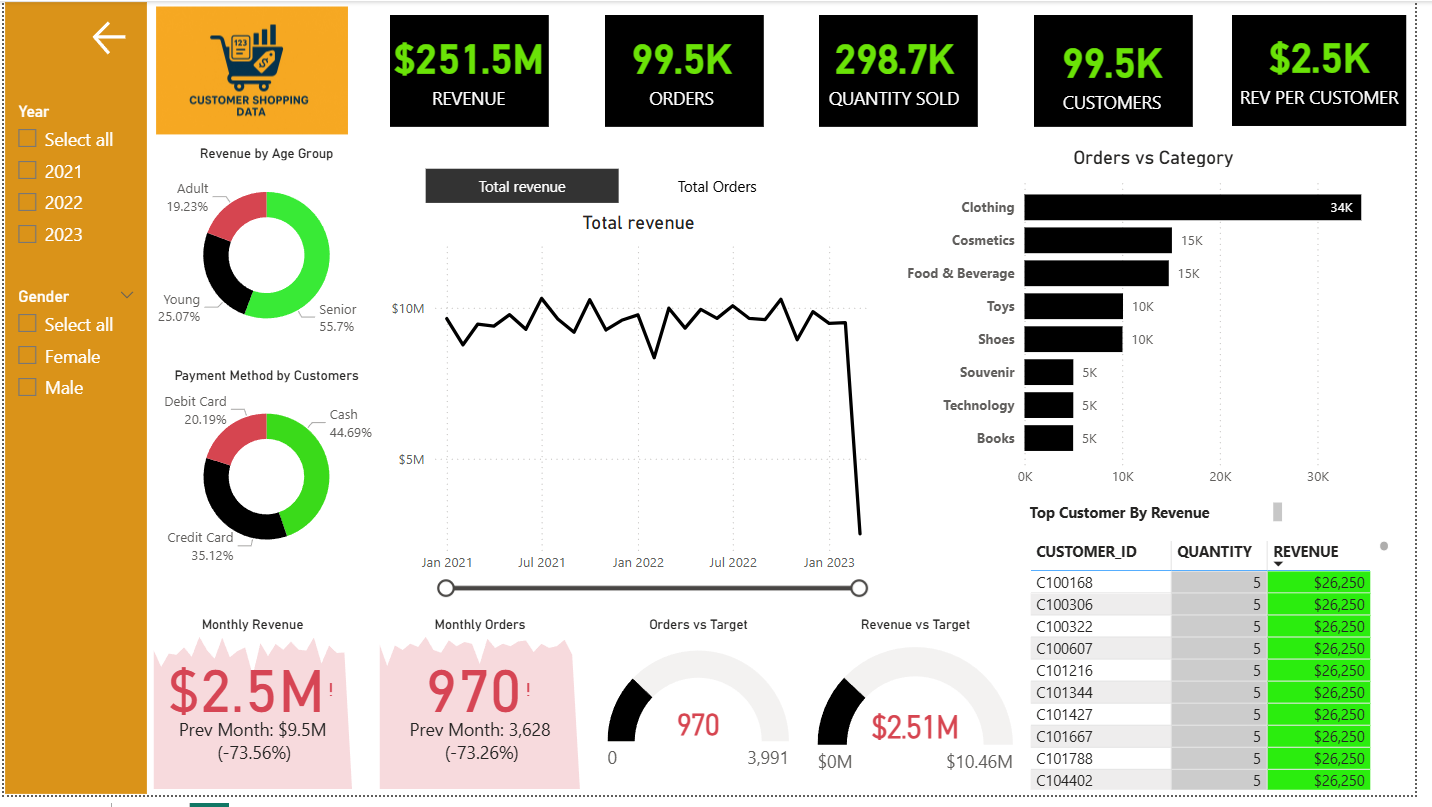 Year
Select all
2021
2022
2023
Gender
Select all
Female
Male
123
CUSTOMER SHOPPING
DATA
$251.5M
REVENUE
99.5K
ORDERS
298.7K
QUANTITY SOLD
99.5K
CUSTOMERS
$2.5K
REV PER CUSTOMER
Revenue by Age Group
Adult
19.23%
Young
25.07%
Senior
55.7%
Payment Method by Customers
Debit Card
20.19%
Cash
44.69%
Credit Card
35.12%
Total revenue
Total Orders
Total revenue
$10M
$5M
Jan 2021 Jul 2021 Jan 2022 Jul 2022 Jan 2023
Orders vs Category
Clothing 34K
Cosmetics 15K
Food & Beverage 15K
Toys 10K
Shoes 10K
Souvenir 5K
Technology 5K
Books 5K
0K 10K 20K 30K
Monthly Revenue
$2.5M!
Prev Month: $9.5M
(-73.56%)
Monthly Orders
970!
Prev Month: 3,628
(-73.26%)
Orders vs Target
970
0 3,991
Revenue vs Target
$2.51M
$0M $10.46M
Top Customer By Revenue
CUSTOMER_ID QUANTITY REVENUE
C100168 5 $26,250
C100306 5 $26,250
C100322 5 $26,250
C100607 5 $26,250
C101216 5 $26,250
C101344 5 $26,250
C101427 5 $26,250
C101667 5 $26,250
C101788 5 $26,250
C104402 5 $26,250